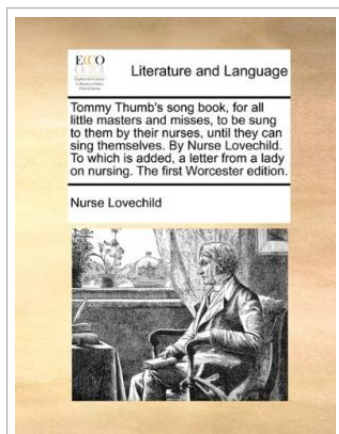 ECCO
Literature and Language
Tommy Thumb's song book, for all
little masters and misses, to be sung
to them by their nurses, until they can
sing themselves. By Nurse Lovechild.
To which is added, a letter from a lady
on nursing. The first Worcester edition.
Nurse Lovechild